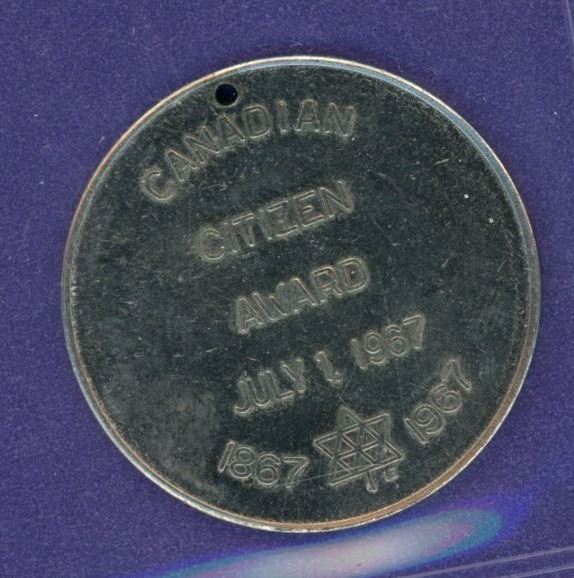 CANADIAN
CITIZEN
AWARD
JULY 1, 1967
1867 1967